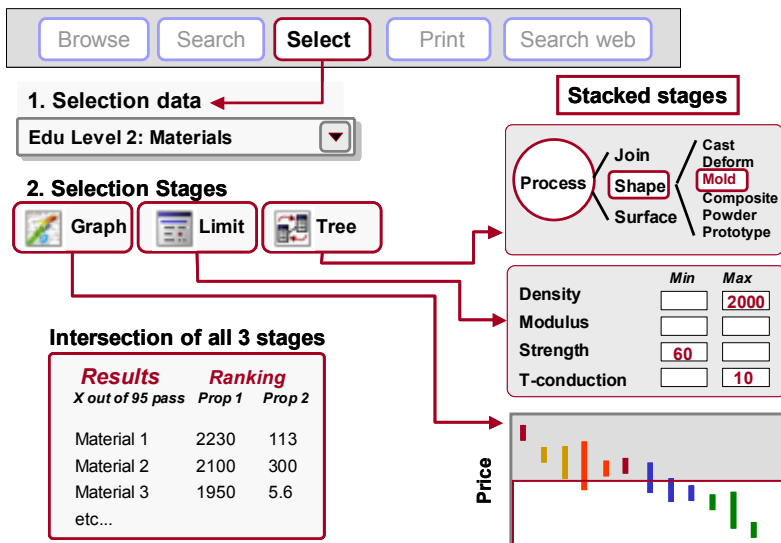 Browse Search Select Print Search web
1. Selection data
Edu Level 2: Materials
2. Selection Stages
Graph Limit Tree
Intersection of all 3 stages
Results Ranking
X out of 95 pass Prop 1 Prop 2
Material 1 2230 113
Material 2 2100 300
Material 3 1950 5.6
etc...
Stacked stages
Process
Join
Shape
Surface
Cast
Deform
Mold
Composite
Powder
Prototype
Min Max
Density 2000
Modulus
Strength 60
T-conduction 10
Price